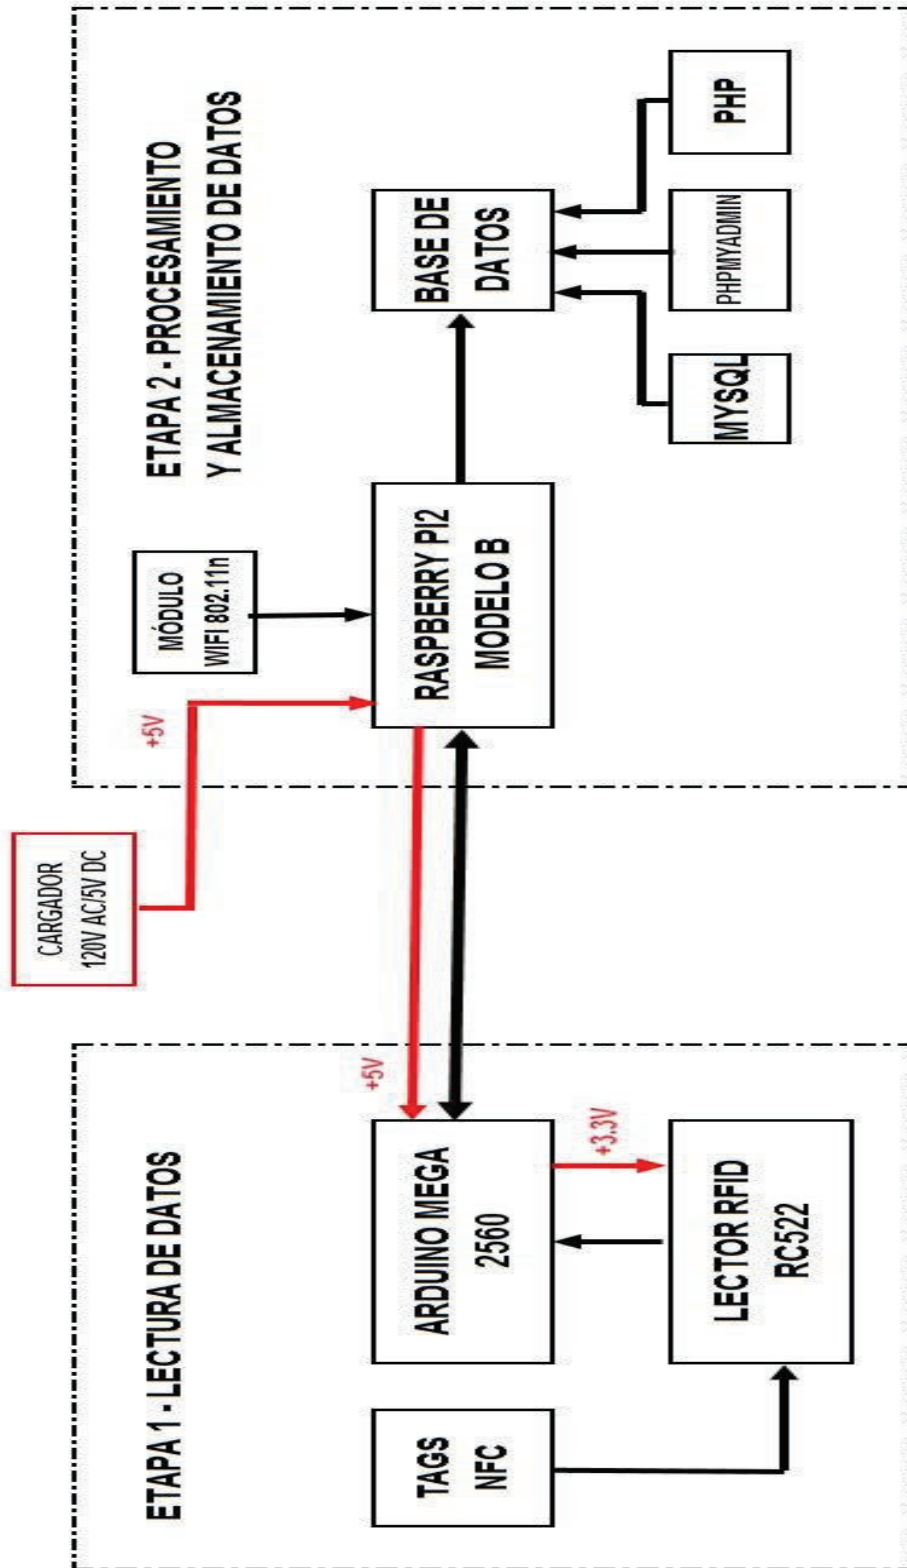 ETAPA 1 - LECTURA DE DATOS
TAGS
NFC
ARDUINO MEGA
2560
+5V
LECTOR RFID
RC522
+3.3V
CARGADOR
120V AC/5V DC
+5V
ETAPA 2 - PROCESAMIENTO
Y ALMACENAMIENTO DE DATOS
MÓDULO
WIFI 802.11n
RASPBERRY PI2
MODELO B
BASE DE
DATOS
MYSQL
PHPMYADMIN
PHP